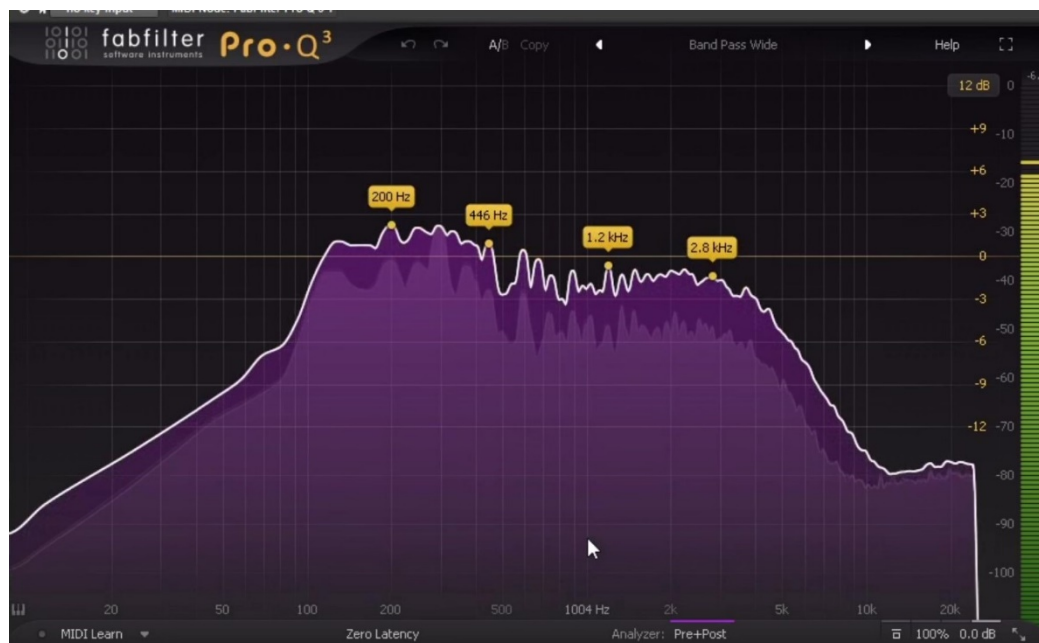 fabfilter
software instruments
Pro·Q³
A/B Copy
Band Pass Wide
Help
12 dB
0
-6.
+9
-10
+6
-20
+3
-30
0
-40
-3
-50
-6
-60
-9
-12
-70
-80
-90
-100
200 Hz
446 Hz
1.2 kHz
2.8 kHz
20
50
100
200
500
1004 Hz
2k
5k
10k
20k
MIDI Learn
Zero Latency
Analyzer: Pre+Post
100%
0.0 dB